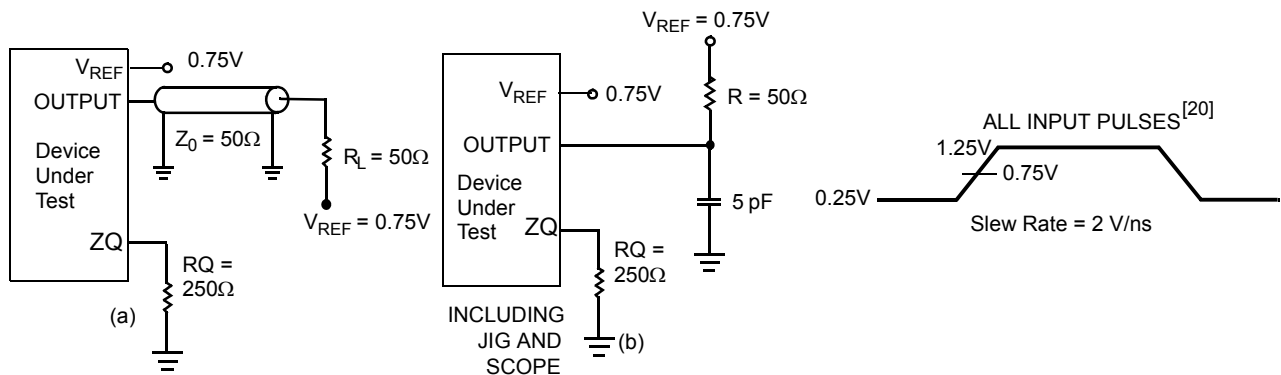 VREF
0.75V
OUTPUT
Z0 = 50Ω
Device
Under
Test
RL = 50Ω
VREF = 0.75V
ZQ
RQ =
250Ω
(a)
VREF = 0.75V
R = 50Ω
VREF
0.75V
OUTPUT
Device
Under
Test
5 pF
ZQ
RQ =
250Ω
INCLUDING
JIG AND
SCOPE
(b)
ALL INPUT PULSES[20]
1.25V
0.75V
0.25V
Slew Rate = 2 V/ns